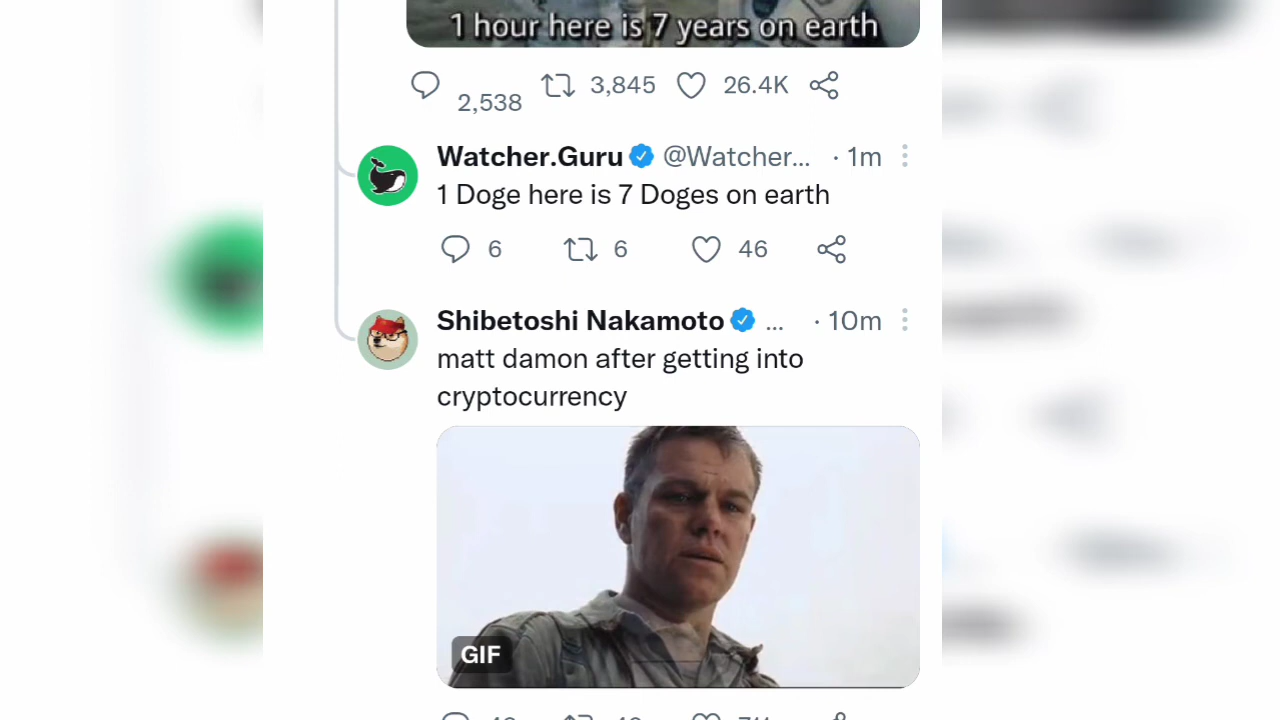 1 hour here is 7 years on earth
2,538 3,845 26.4K
Watcher.Guru @Watcher... · 1m
1 Doge here is 7 Doges on earth
6 6 46
Shibetoshi Nakamoto ... · 10m
matt damon after getting into
cryptocurrency
GIF